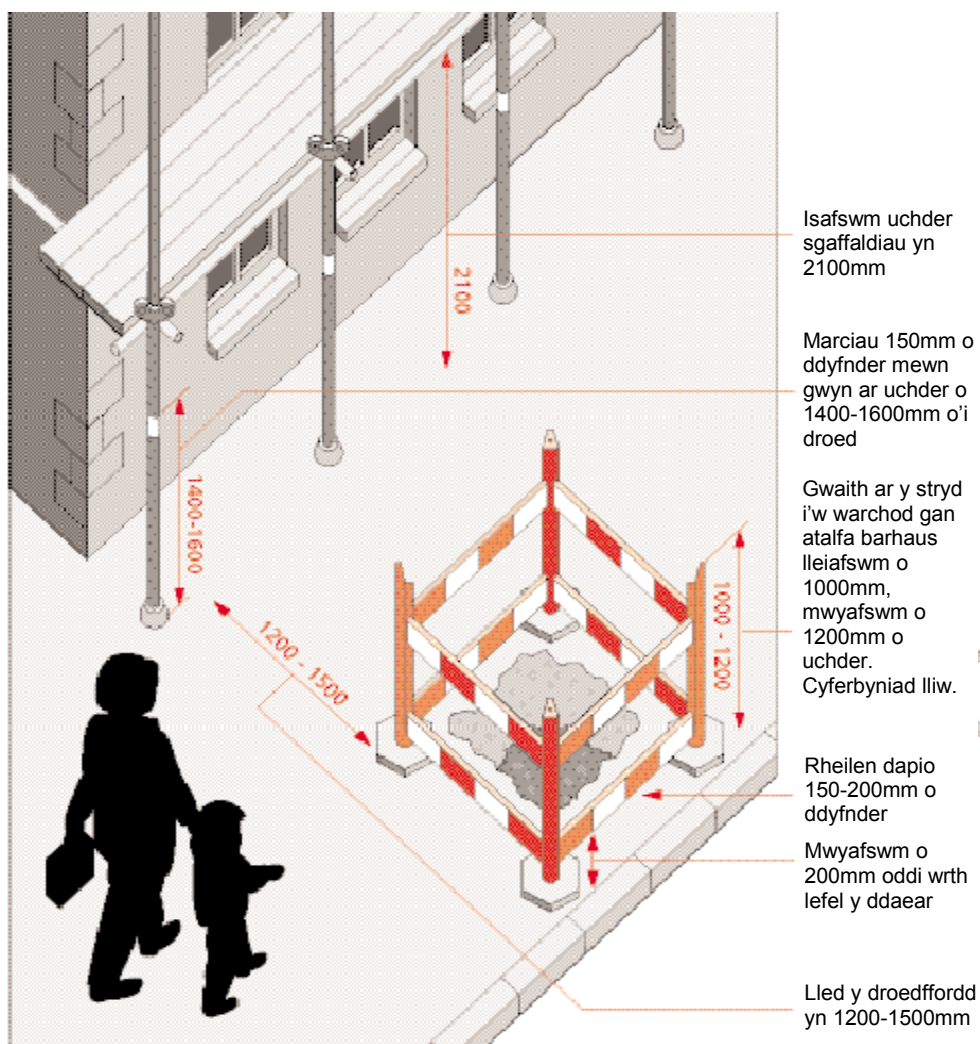 Isafswm uchder
sgaffaldiau yn
2100mm
2100
Marciau 150mm o
ddyfnder mewn
gwyn ar uchder o
1400-1600mm o'i
droed
1400-1600
Gwaith ar y stryd
i'w warchod gan
atalfa barhaus
lleiafswm o
1000mm,
mwyafswm o
1200mm o
uchder.
Cyferbyniad lliw.
1000 - 1200
1200 - 1500
Rheilen dapio
150-200mm o
ddyfnder
Mwyafswm o
200mm oddi wrth
lefel y ddaear
Lled y droedffordd
yn 1200-1500mm